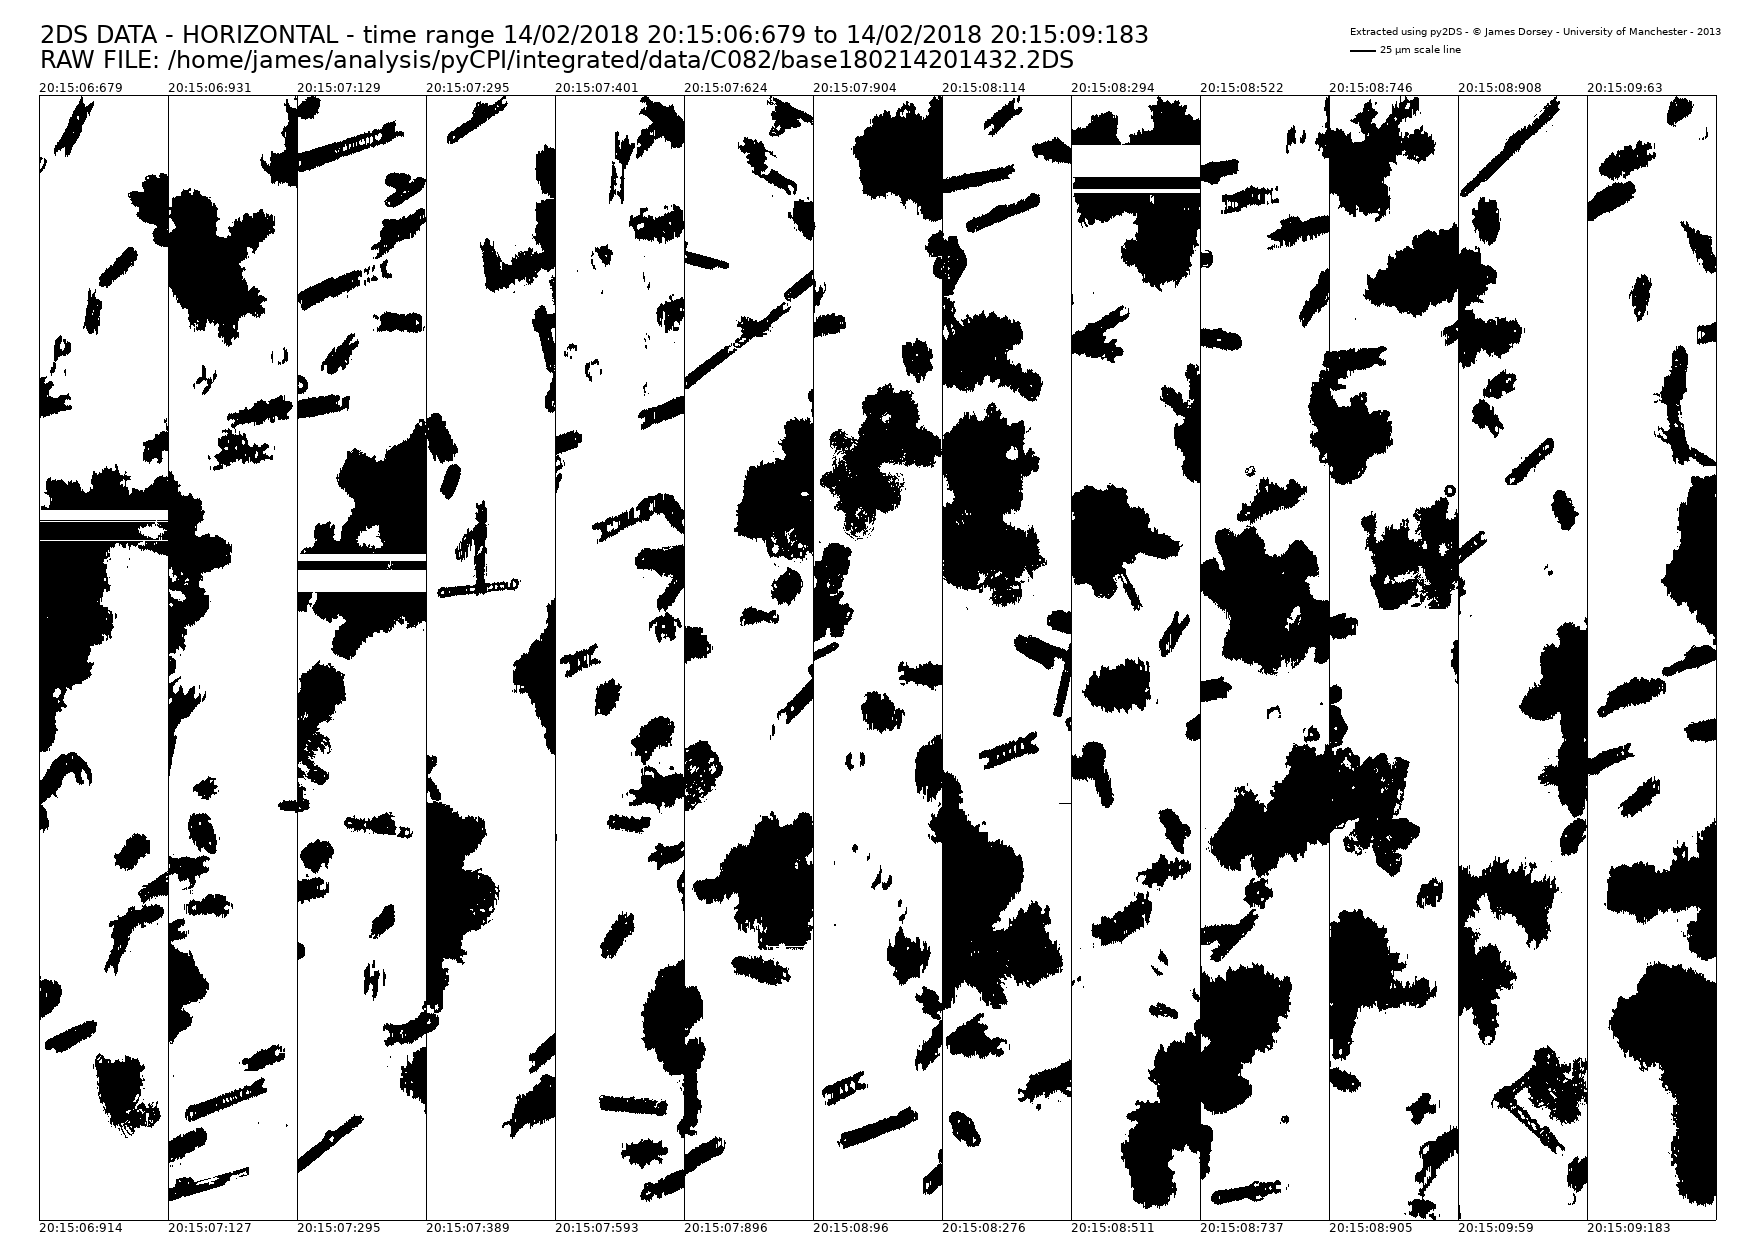 2DS DATA - HORIZONTAL - time range 14/02/2018 20:15:06:679 to 14/02/2018 20:15:09:183
RAW FILE: /home/james/analysis/pyCPI/integrated/data/C082/base180214201432.2DS
Extracted using py2DS - © James Dorsey - University of Manchester - 2013
25 μm scale line
20:15:06:679 20:15:06:931 20:15:07:129 20:15:07:295 20:15:07:401 20:15:07:624 20:15:07:904 20:15:08:114 20:15:08:294 20:15:08:522 20:15:08:746 20:15:08:908 20:15:09:63
20:15:06:914 20:15:07:127 20:15:07:295 20:15:07:389 20:15:07:593 20:15:07:896 20:15:08:96 20:15:08:276 20:15:08:511 20:15:08:737 20:15:08:905 20:15:09:59 20:15:09:183